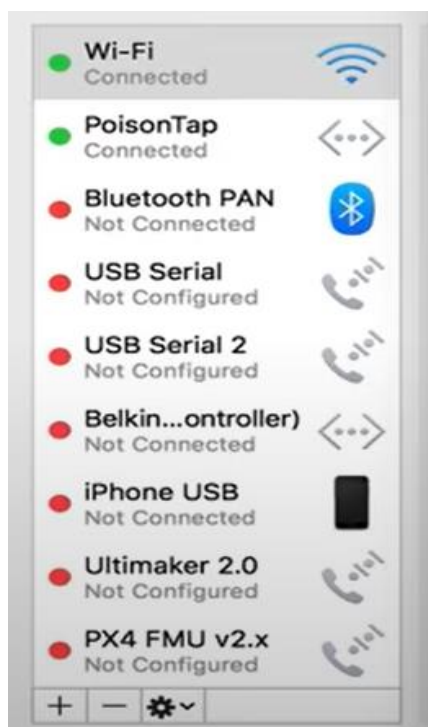 Wi-Fi
Connected
PoisonTap
Connected
Bluetooth PAN
Not Connected
USB Serial
Not Configured
USB Serial 2
Not Configured
Belkin...ontroller)
Not Connected
iPhone USB
Not Connected
Ultimaker 2.0
Not Configured
PX4 FMU v2.x
Not Configured